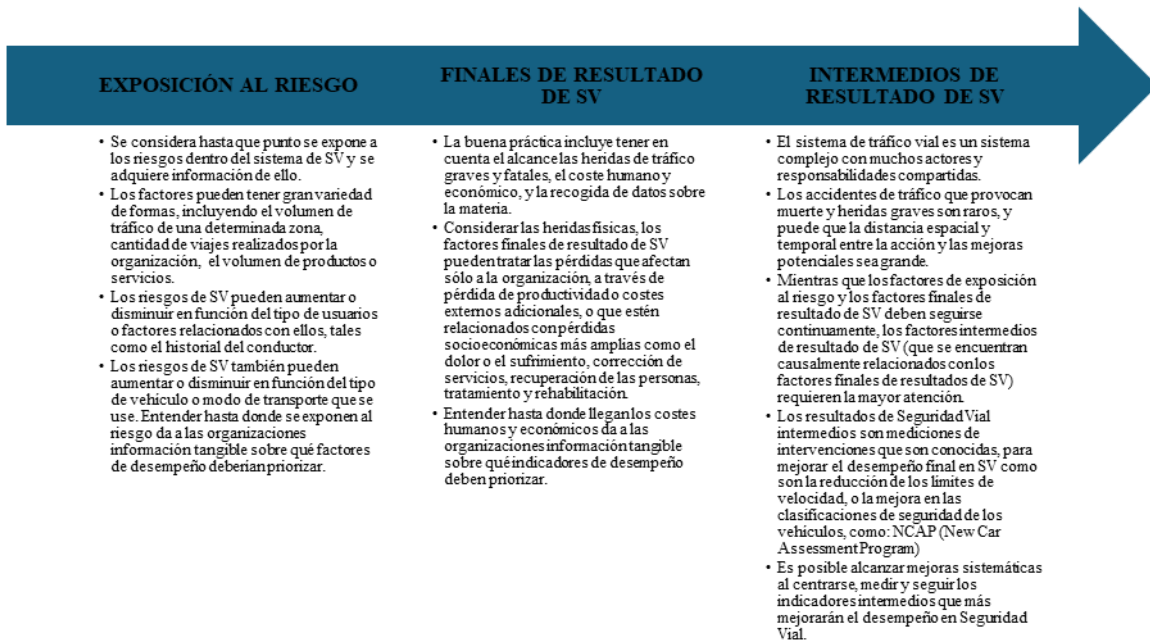 EXPOSICIÓN AL RIESGO
• Se considera hasta que punto se expone a
los riesgos dentro del sistema de SV y se
adquiere información de ello.
• Los factores pueden tener gran variedad
de formas, incluyendo el volumen de
tráfico de una determinada zona,
cantidad de viajes realizados por la
organización, el volumen de productos o
servicios.
• Los riesgos de SV pueden aumentar o
disminuir en función del tipo de usuarios
o factores relacionados con ellos, tales
como el historial del conductor.
• Los riesgos de SV también pueden
aumentar o disminuir en función del tipo
de vehículo o modo de transporte que se
use. Entender hasta donde se exponen al
riesgo da a las organizaciones
información tangible sobre qué factores
de desempeño deberian priorizar.
FINALES DE RESULTADO
DE SV
• La buena práctica incluye tener en
cuenta el alcance las heridas de tráfico
graves y fatales, el coste humano y
económico, y la recogida de datos sobre
la materia.
• Considerar las heridas físicas, los
factores finales de resultado de SV
pueden tratar las pérdidas que afectan
sólo a la organización, a través de
pérdida de productividad o costes
externos adicionales, o que estén
relacionados con pérdidas
socioeconómicas más amplias como el
dolor o el sufrimiento, corrección de
servicios, recuperación de las personas,
tratamiento y rehabilitación.
• Entender hasta donde llegan los costes
humanos y económicos da a las
organizaciones información tangible
sobre qué indicadores de desempeño
deben priorizar.
INTERMEDIOS DE
RESULTADO DE SV
• El sistema de tráfico vial es un sistema
complejo con muchos actores y
responsabilidades compartidas.
• Los accidentes de tráfico que provocan
muerte y heridas graves son raros, y
puede que la distancia espacial y
temporal entre la acción y las mejoras
potenciales sea grande.
• Mientras que los factores de exposición
al riesgo y los factores finales de
resultado de SV deben seguirse
continuamente, los factores intermedios
de resultado de SV (que se encuentran
causalmente relacionados con los
factores finales de resultados de SV)
requieren la mayor atención.
• Los resultados de Seguridad Vial
intermedios son mediciones de
intervenciones que son conocidas, para
mejorar el desempeño final en SV como
son la reducción de los límites de
velocidad, o la mejora en las
clasificaciones de seguridad de los
vehículos, como: NCAP (New Car
Assessment Program)
• Es posible alcanzar mejoras sistemáticas
al centrarse, medir y seguir los
indicadores intermedios que más
mejorarán el desempeño en Seguridad
Vial.